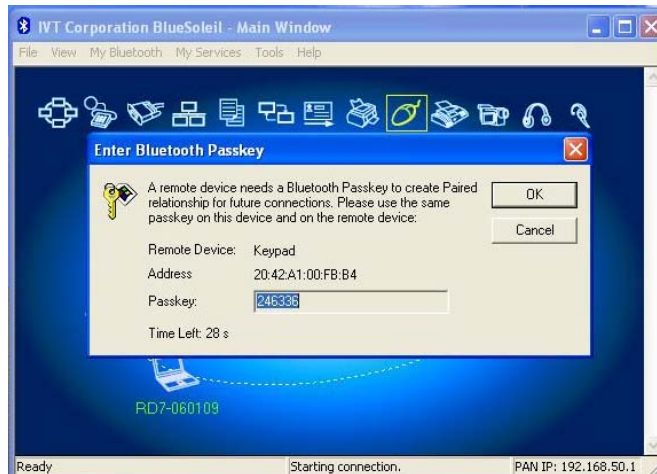 IVT Corporation BlueSoleil - Main Window
File View My Bluetooth My Services Tools Help
Enter Bluetooth Passkey
A remote device needs a Bluetooth Passkey to create Paired
relationship for future connections. Please use the same
passkey on this device and on the remote device:
OK
Cancel
Remote Device: Keypad
Address 20:42:A1:00:FB:B4
Passkey: 246336
Time Left: 28 s
RD7-060109
Ready Starting connection. PAN IP: 192.168.50.1